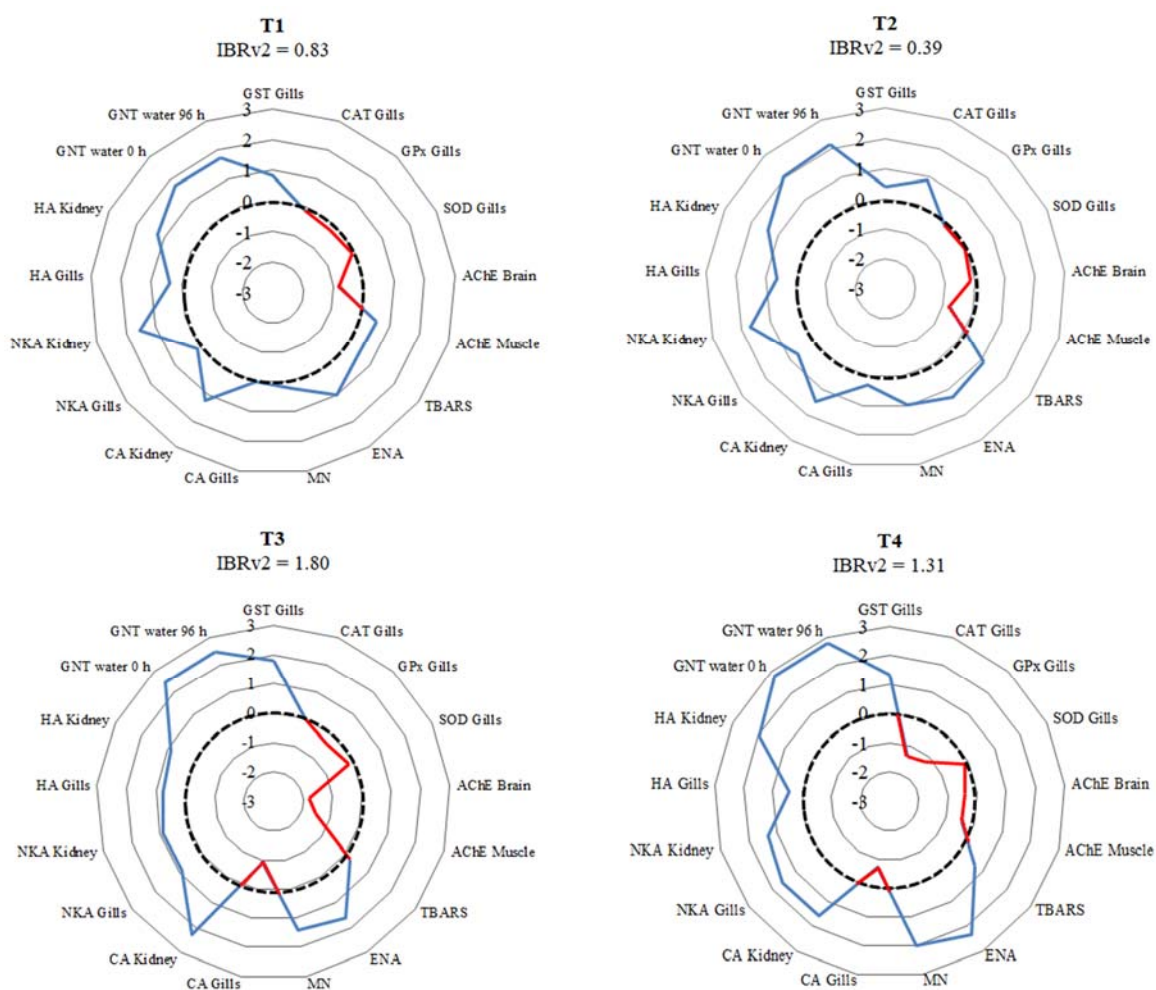 T1
IBRv2 = 0.83
GST Gills
CAT Gills
GPx Gills
SOD Gills
AChE Brain
AChE Muscle
TBARS
ENA
MN
CA Gills
CA Kidney
NKA Gills
NKA Kidney
HA Gills
HA Kidney
GNT water 0 h
GNT water 96 h
3
2
1
0
-1
-2
-3
T2
IBRv2 = 0.39
GST Gills
CAT Gills
GPx Gills
SOD Gills
AChE Brain
AChE Muscle
TBARS
ENA
MN
CA Gills
CA Kidney
NKA Gills
NKA Kidney
HA Gills
HA Kidney
GNT water 0 h
GNT water 96 h
3
2
1
0
-1
-2
-3
T3
IBRv2 = 1.80
GST Gills
CAT Gills
GPx Gills
SOD Gills
AChE Brain
AChE Muscle
TBARS
ENA
MN
CA Gills
CA Kidney
NKA Gills
NKA Kidney
HA Gills
HA Kidney
GNT water 0 h
GNT water 96 h
3
2
1
0
-1
-2
-3
T4
IBRv2 = 1.31
GST Gills
CAT Gills
GPx Gills
SOD Gills
AChE Brain
AChE Muscle
TBARS
ENA
MN
CA Gills
CA Kidney
NKA Gills
NKA Kidney
HA Gills
HA Kidney
GNT water 0 h
GNT water 96 h
3
2
1
0
-1
-2
-3